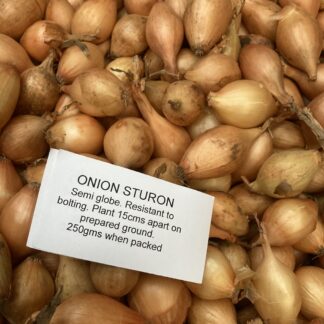 ONION STURON
Semi globe. Resistant to
bolting. Plant 15cms apart on
prepared ground.
250gms when packed